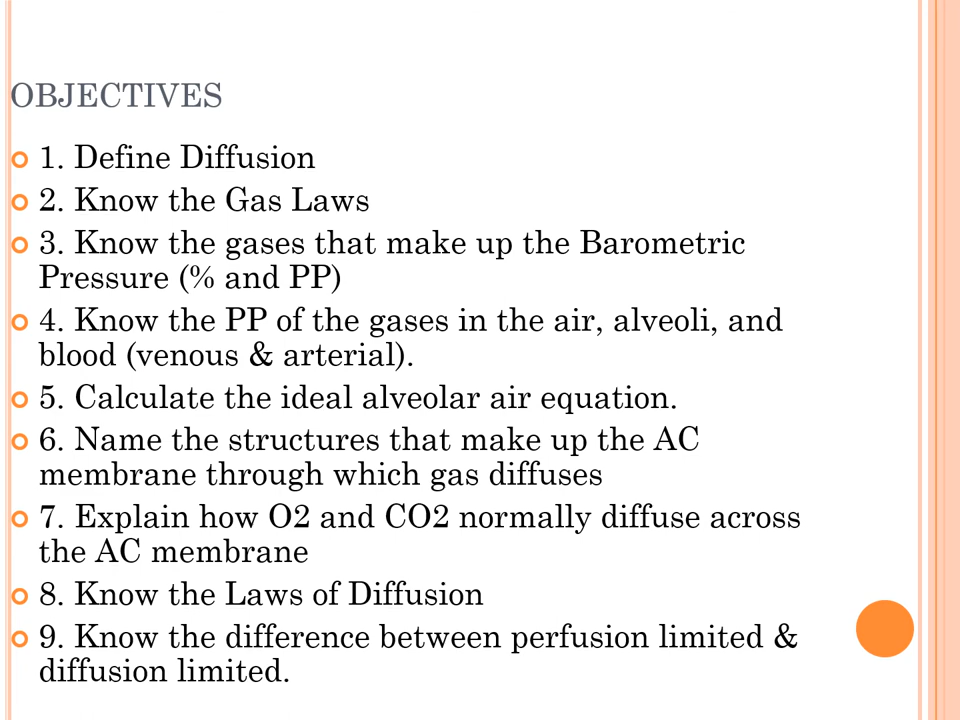 OBJECTIVES
1. Define Diffusion
2. Know the Gas Laws
3. Know the gases that make up the Barometric
Pressure (% and PP)
4. Know the PP of the gases in the air, alveoli, and
blood (venous & arterial).
5. Calculate the ideal alveolar air equation.
6. Name the structures that make up the AC
membrane through which gas diffuses
7. Explain how O2 and CO2 normally diffuse across
the AC membrane
8. Know the Laws of Diffusion
9. Know the difference between perfusion limited &
diffusion limited.